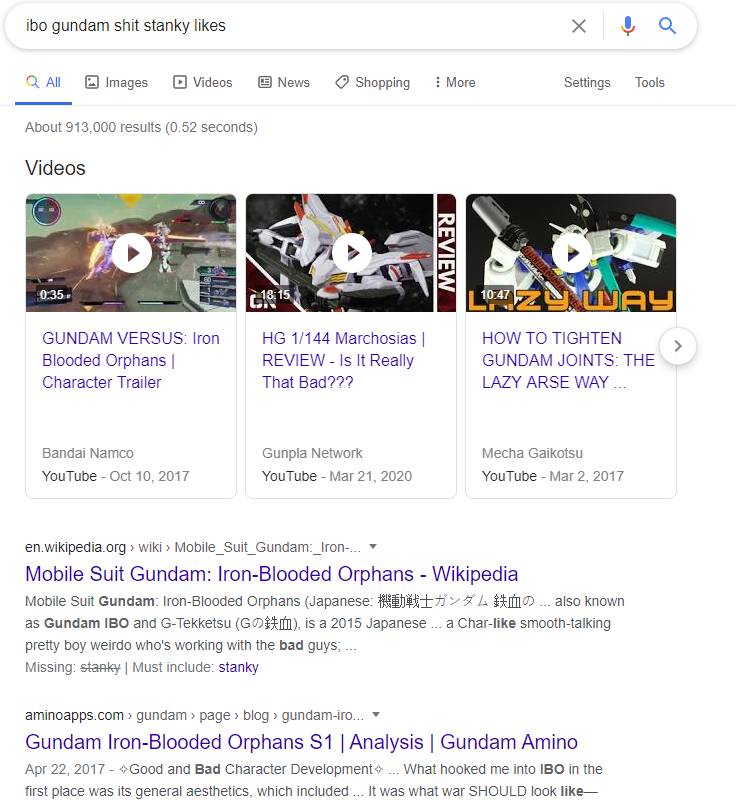 ibo gundam shit stanky likes
All Images Videos News Shopping More Settings Tools
About 913,000 results (0.52 seconds)
Videos
0:35
GUNDAM VERSUS: Iron
Blooded Orphans |
Character Trailer
Bandai Namco
YouTube - Oct 10, 2017
REVIEW
18:15
HG 1/144 Marchosias |
REVIEW - Is It Really
That Bad???
Gunpla Network
YouTube - Mar 21, 2020
LAZY WAY
10:47
HOW TO TIGHTEN
GUNDAM JOINTS: THE
LAZY ARSE WAY ...
Mecha Gaikotsu
YouTube - Mar 2, 2017
en.wikipedia.org › wiki › Mobile_Suit_Gundam:_Iron-...
Mobile Suit Gundam: Iron-Blooded Orphans - Wikipedia
Mobile Suit Gundam: Iron-Blooded Orphans (Japanese: 機動戦士ガンダム 鉄血の ... also known
as Gundam IBO and G-Tekketsu (Gの鉄血), is a 2015 Japanese ... a Char-like smooth-talking
pretty boy weirdo who's working with the bad guys; ...
Missing: stanky | Must include: stanky
aminoapps.com › gundam › page › blog › gundam-iro...
Gundam Iron-Blooded Orphans S1 | Analysis | Gundam Amino
Apr 22, 2017 - ✧Good and Bad Character Development✧ ... What hooked me into IBO in the
first place was its general aesthetics, which included ... It was what war SHOULD look like—